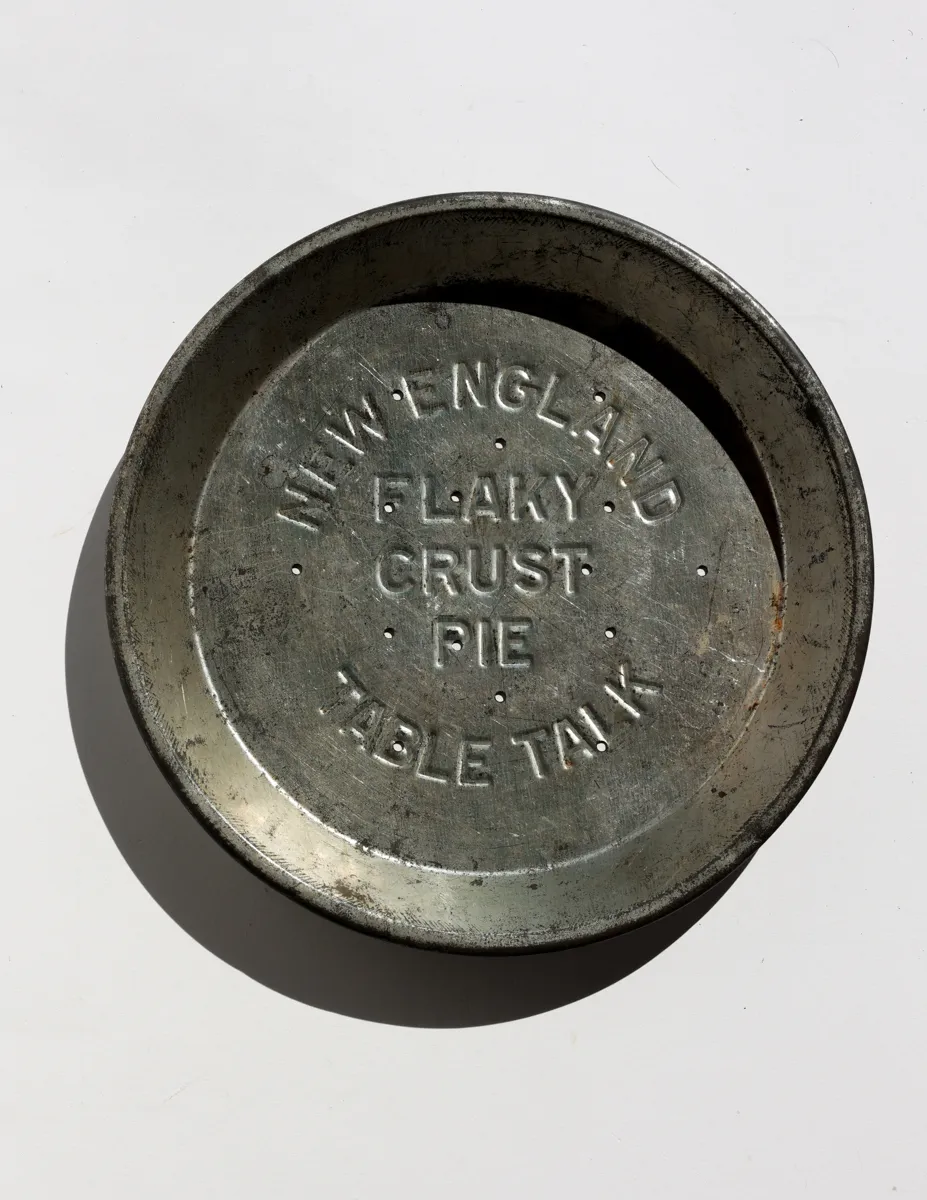 NEW ENGLAND
FLAKY
CRUST
PIE
TABLE TALK